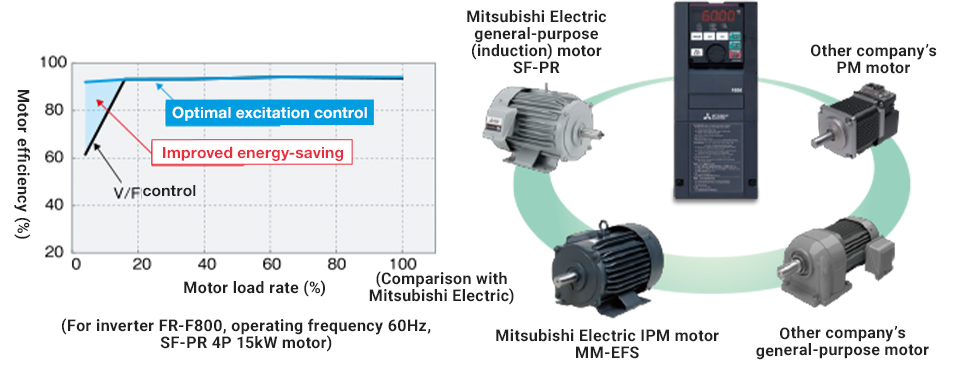 100
80
60
40
20
Motor efficiency (%)
Optimal excitation control
Improved energy-saving
V/F control
0
20
40
60
80
100
Motor load rate (%)
(Comparison with
Mitsubishi Electric)
(For inverter FR-F800, operating frequency 60Hz,
SF-PR 4P 15kW motor)
Mitsubishi Electric
general-purpose
(induction) motor
SF-PR
60.00
MITSUBISHI
Other company's
PM motor
Mitsubishi Electric IPM motor
MM-EFS
Other company's
general-purpose motor